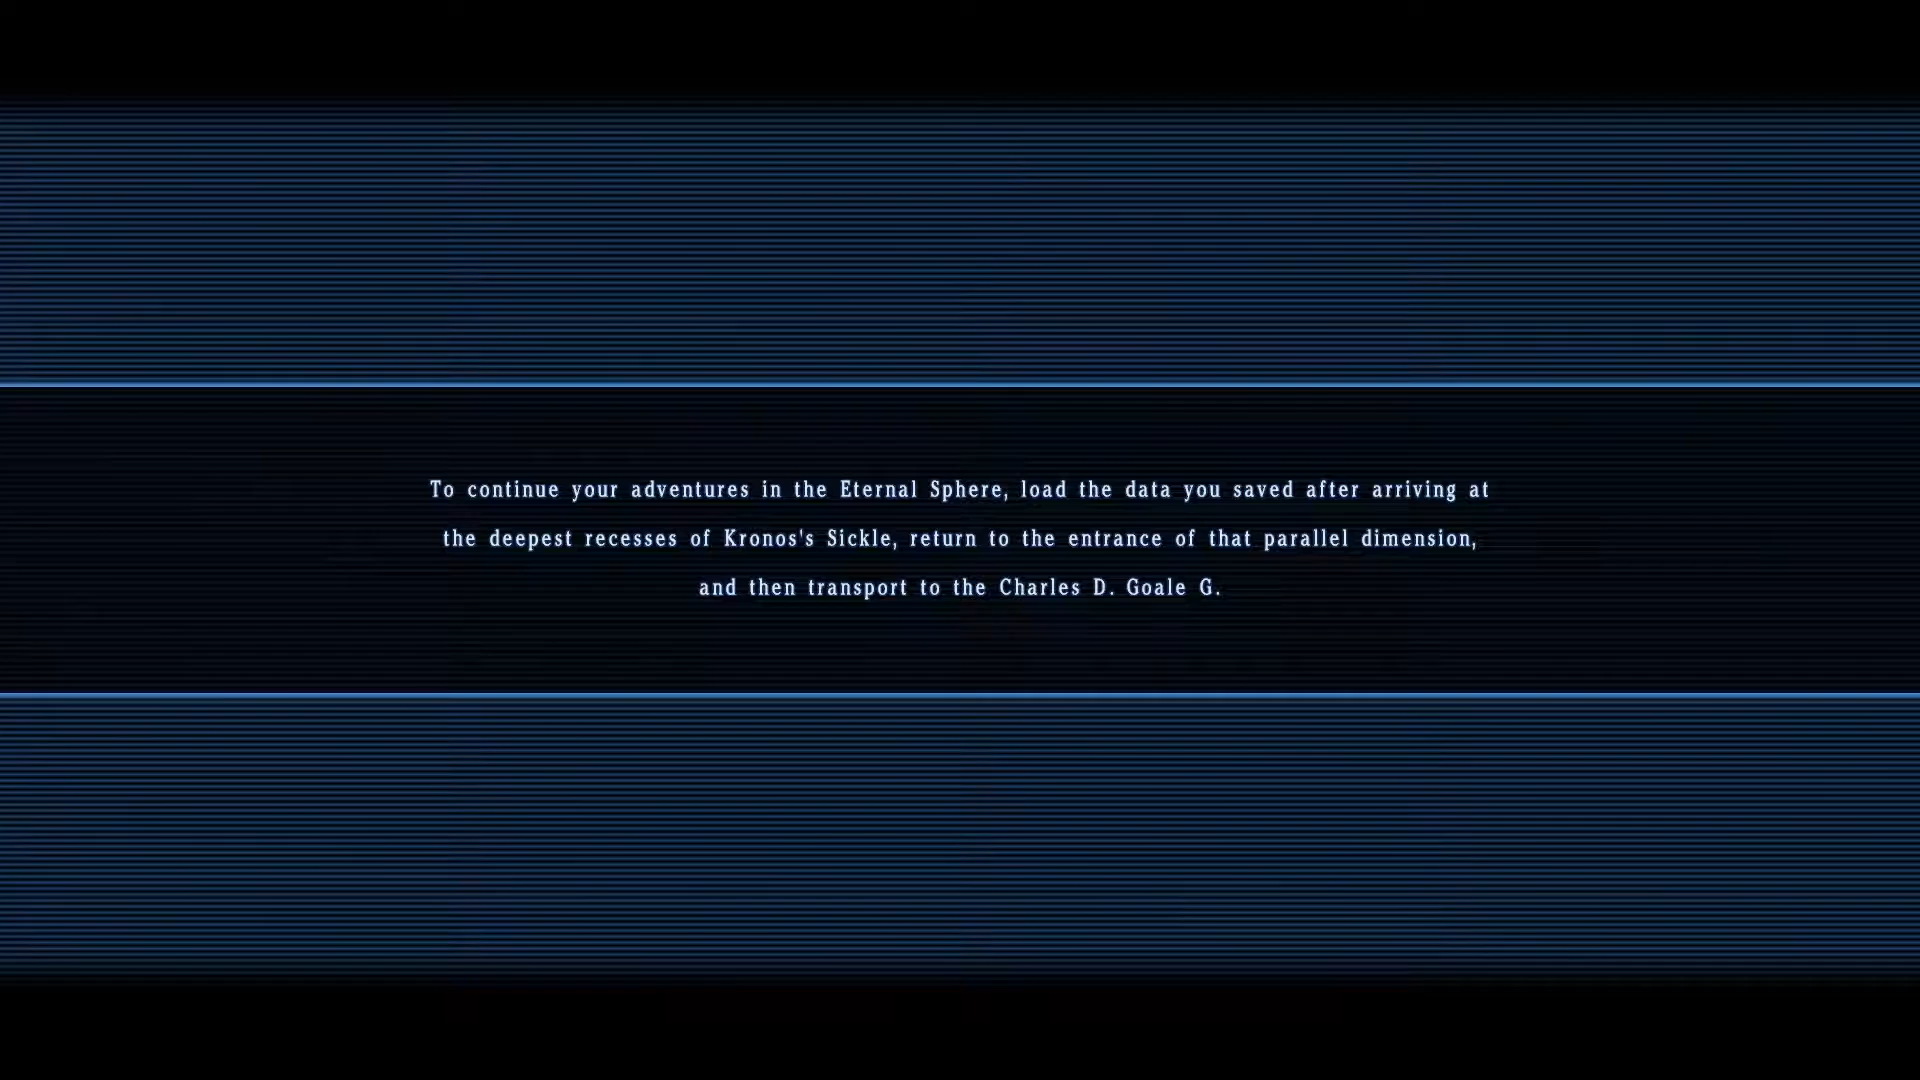 To continue your adventures in the Eternal Sphere, load the data you saved after arriving at
the deepest recesses of Kronos's Sickle, return to the entrance of that parallel dimension,
and then transport to the Charles D. Goale G.